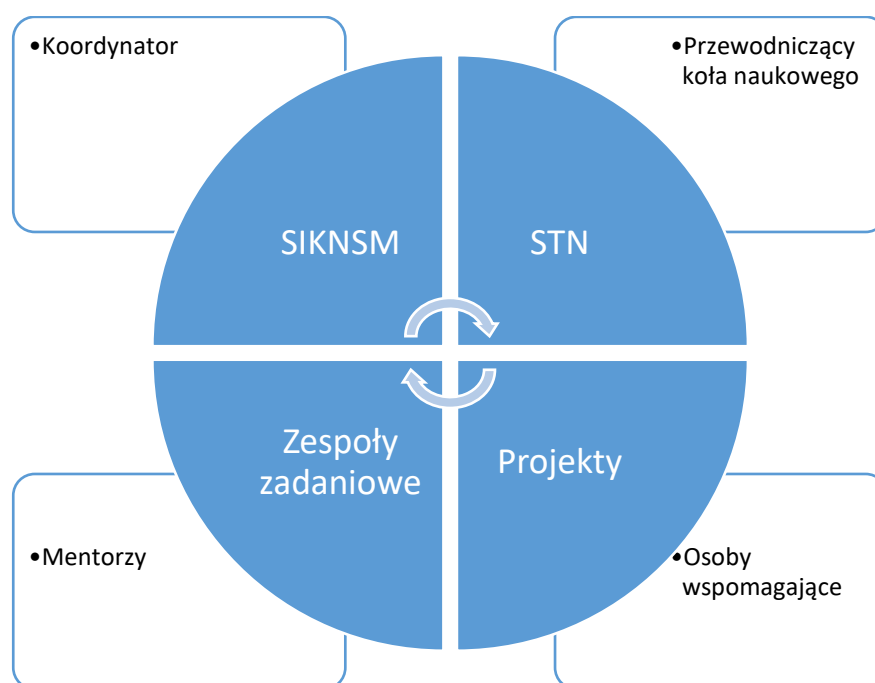 •Koordynator
•Przewodniczący
koła naukowego
SIKNSM
STN
Zespoły
zadaniowe
Projekty
•Mentorzy
•Osoby
wspomagające